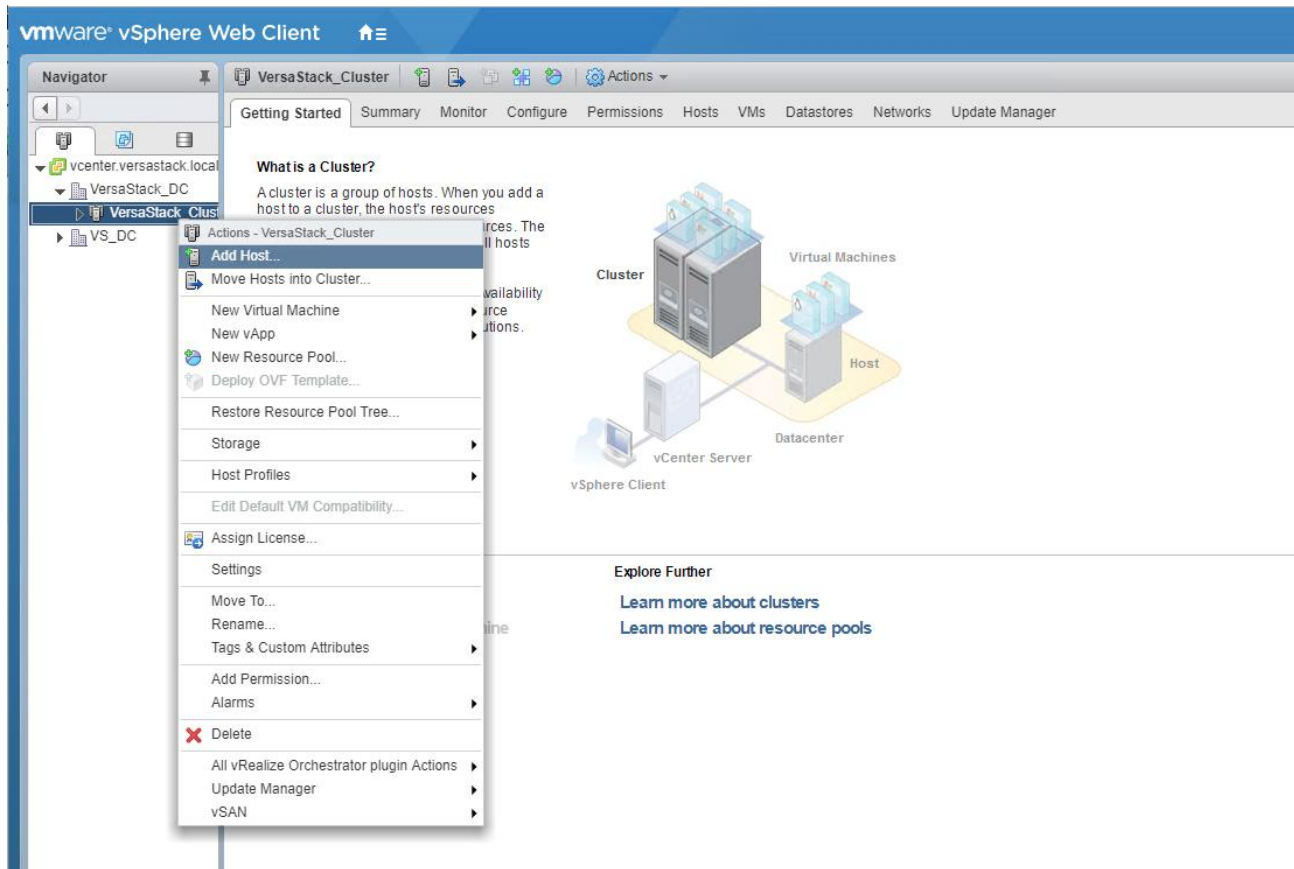 vmware® vSphere Web Client
Navigator
VersaStack_Cluster
Actions
Getting Started Summary Monitor Configure Permissions Hosts VMs Datastores Networks Update Manager
vcenter.versastack.local
VersaStack_DC
VersaStack_Clus
VS_DC
What is a Cluster?
A cluster is a group of hosts. When you add a
host to a cluster, the host's resources
rces. The
ll hosts
urce
utions.
Actions - VersaStack_Cluster
Add Host...
Move Hosts into Cluster...
New Virtual Machine
New vApp
New Resource Pool...
Deploy OVF Template...
Restore Resource Pool Tree...
Storage
Host Profiles
Edit Default VM Compatibility...
Assign License...
Settings
Move To...
Rename...
Tags & Custom Attributes
Add Permission...
Alarms
Delete
All vRealize Orchestrator plugin Actions
Update Manager
vSAN
Cluster
Virtual Machines
Host
Datacenter
vCenter Server
vSphere Client
ine
Explore Further
Learn more about clusters
Learn more about resource pools